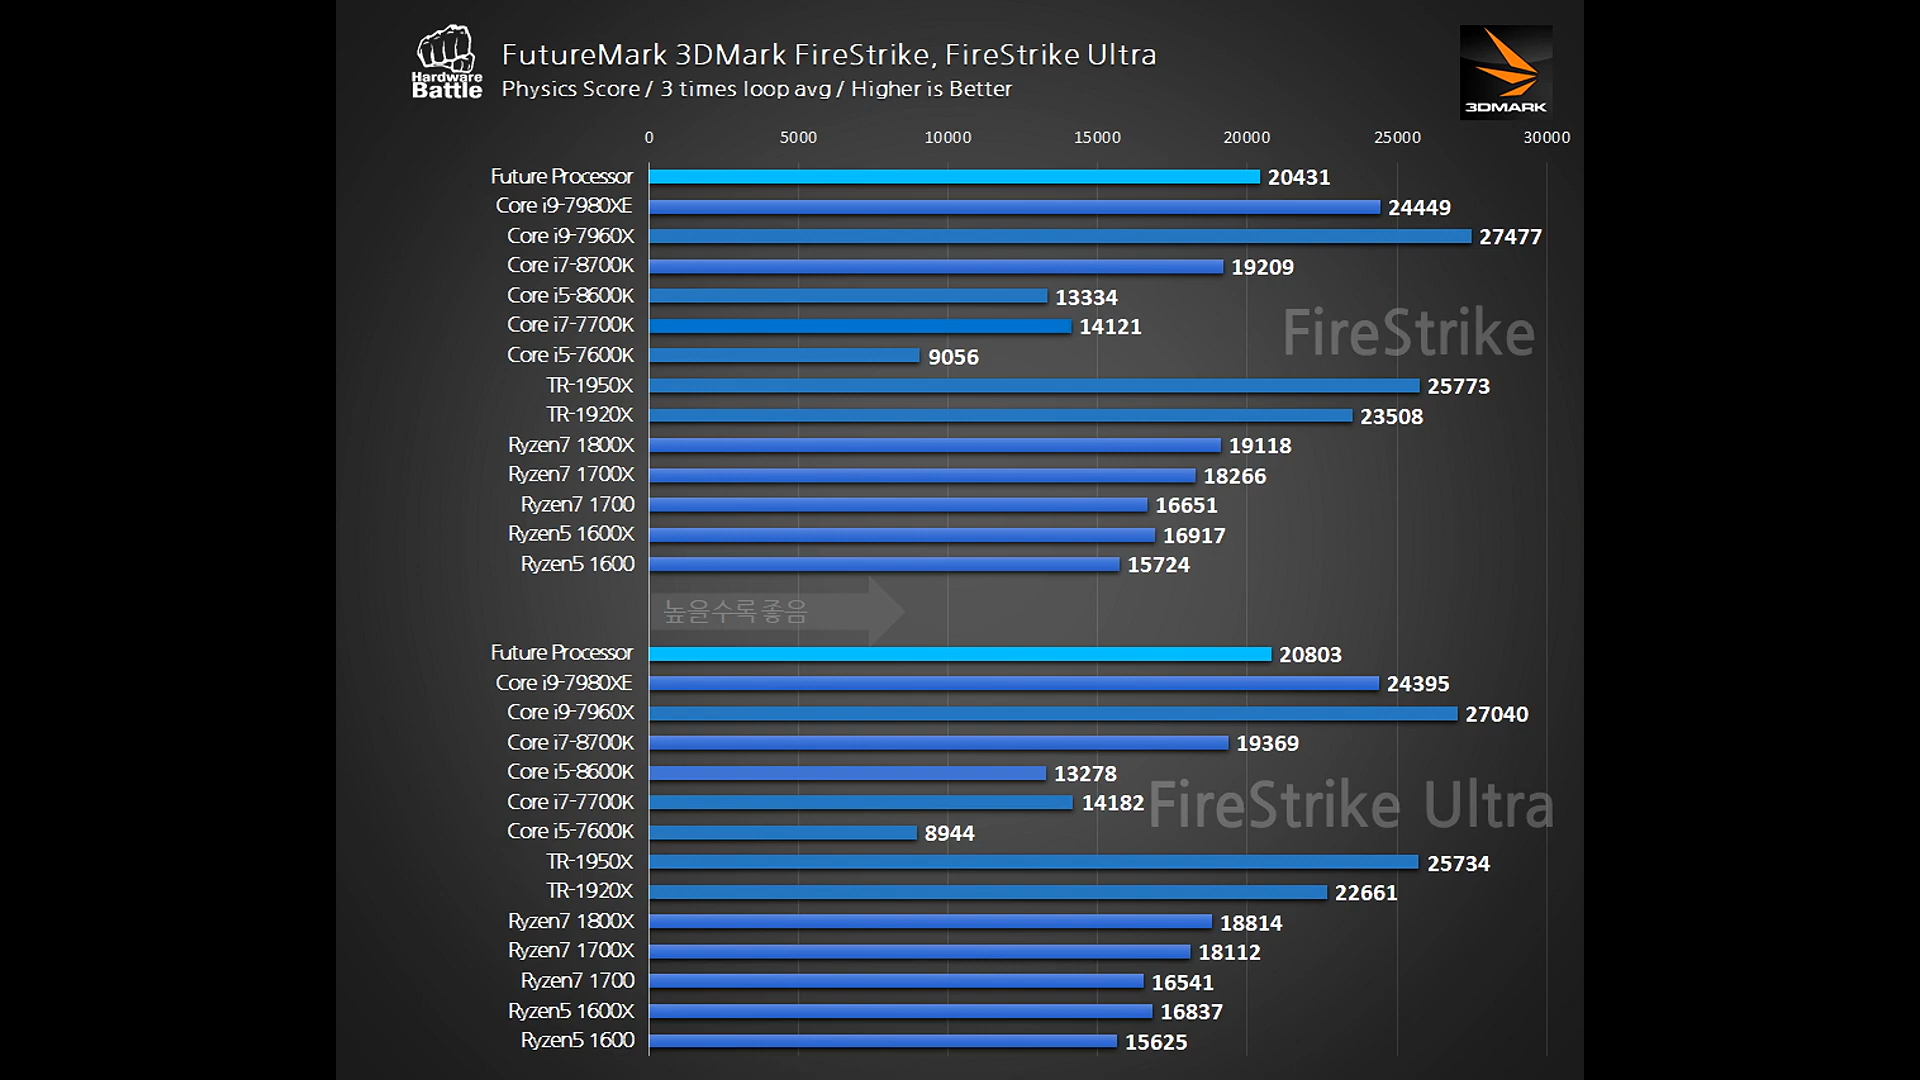 Hardware
Battle
FutureMark 3DMark FireStrike, FireStrike Ultra
Physics Score / 3 times loop avg / Higher is Better
3DMARK
0 5000 10000 15000 20000 25000 30000
Future Processor 20431
Core i9-7980XE 24449
Core i9-7960X 27477
Core i7-8700K 19209
Core i5-8600K 13334
Core i7-7700K 14121
Core i5-7600K 9056
FireStrike
TR-1950X 25773
TR-1920X 23508
Ryzen7 1800X 19118
Ryzen7 1700X 18266
Ryzen7 1700 16651
Ryzen5 1600X 16917
Ryzen5 1600 15724
높을수록 좋음
Future Processor 20803
Core i9-7980XE 24395
Core i9-7960X 27040
Core i7-8700K 19369
Core i5-8600K 13278
Core i7-7700K 14182
FireStrike Ultra
Core i5-7600K 8944
TR-1950X 25734
TR-1920X 22661
Ryzen7 1800X 18814
Ryzen7 1700X 18112
Ryzen7 1700 16541
Ryzen5 1600X 16837
Ryzen5 1600 15625